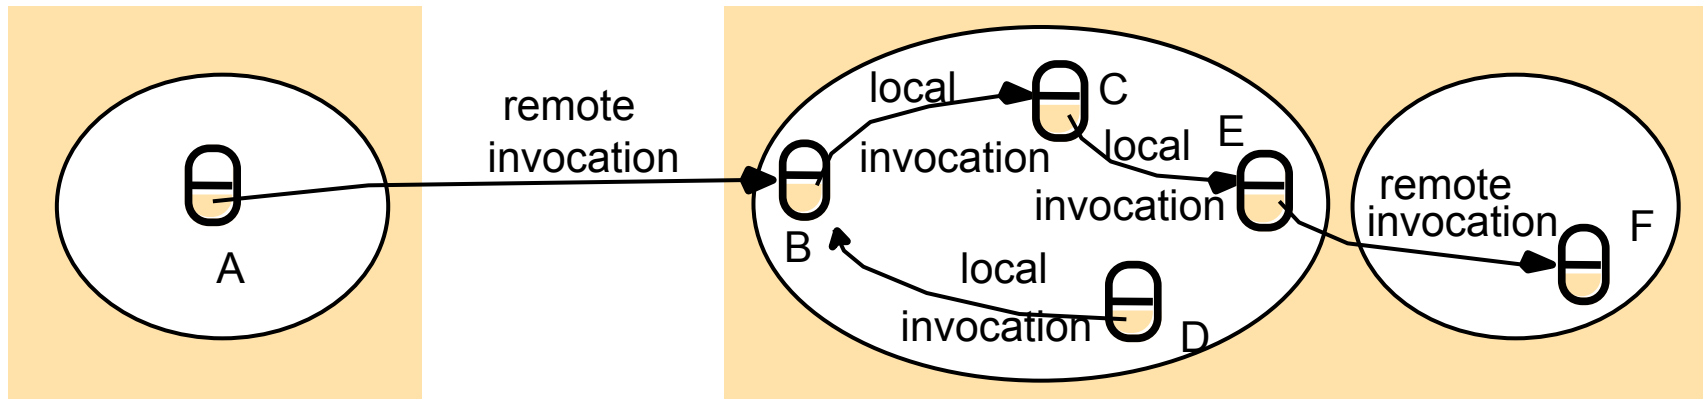 remote
invocation
A
local
invocation
C
local
invocation
E
B
local
invocation
D
remote
invocation
F